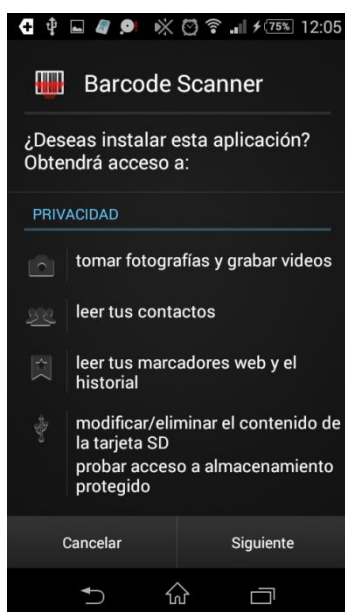 75% 12:05
Barcode Scanner
¿Deseas instalar esta aplicación?
Obtendrá acceso a:
PRIVACIDAD
tomar fotografías y grabar videos
leer tus contactos
leer tus marcadores web y el
historial
modificar/eliminar el contenido de
la tarjeta SD
probar acceso a almacenamiento
protegido
Cancelar Siguiente